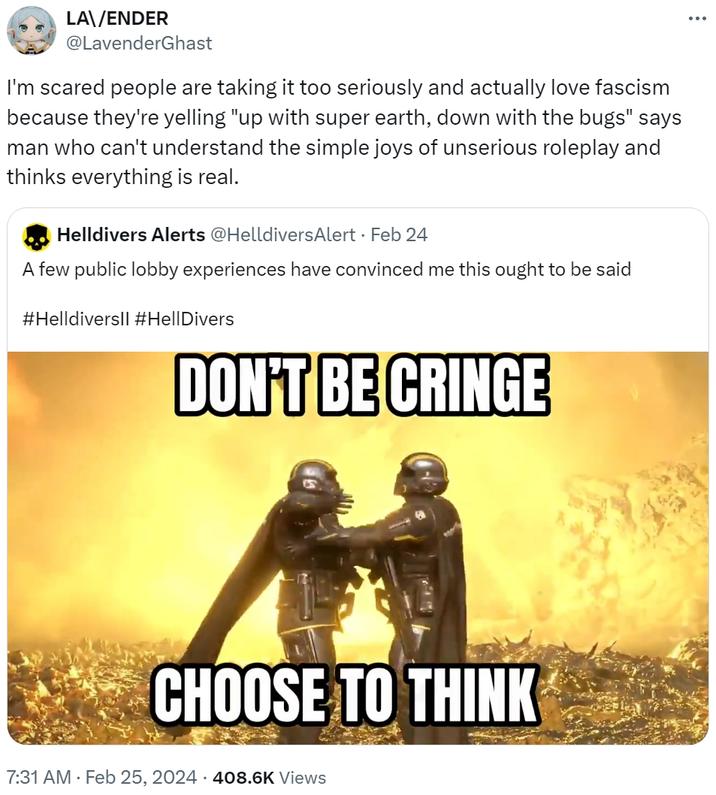 LA\/ENDER
@LavenderGhast
I'm scared people are taking it too seriously and actually love fascism
because they're yelling "up with super earth, down with the bugs" says
man who can't understand the simple joys of unserious roleplay and
thinks everything is real.
Helldivers Alerts @HelldiversAlert · Feb 24
A few public lobby experiences have convinced me this ought to be said
#HelldiversII #HellDivers
DON'T BE CRINGE
CHOOSE TO THINK
7:31 AM · Feb 25, 2024 · 408.6K Views